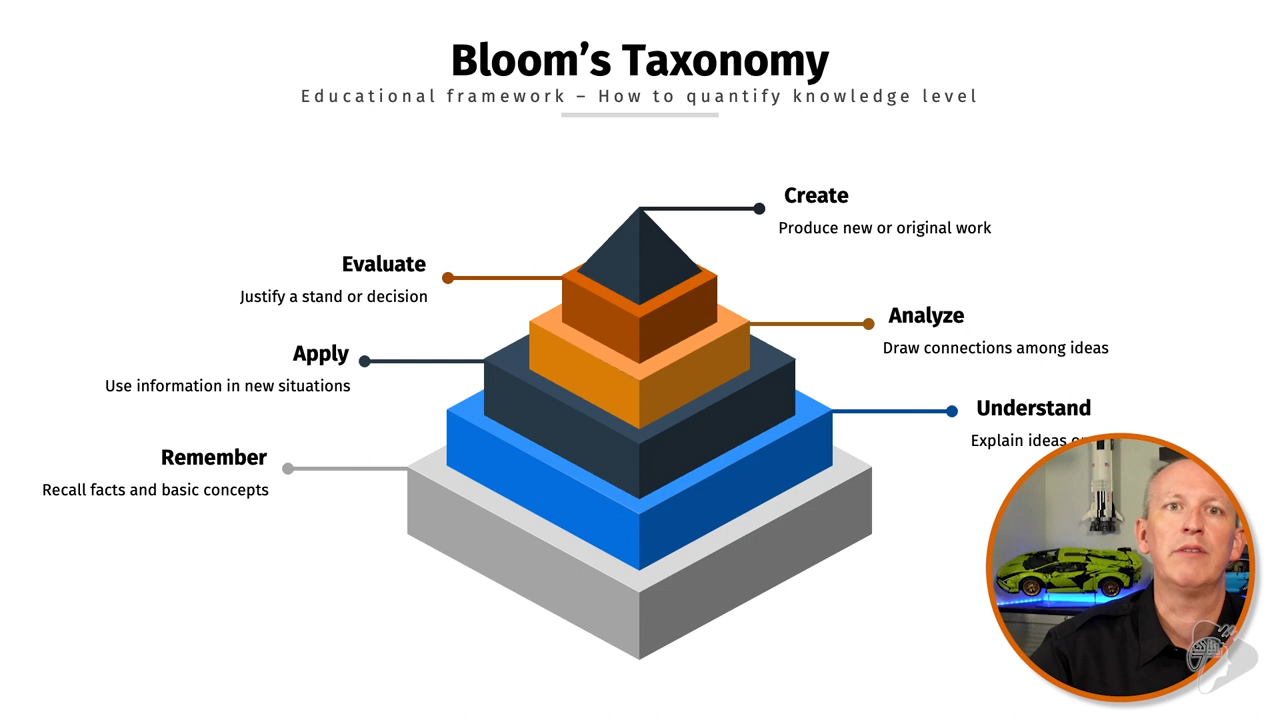 Bloom's Taxonomy
Educational framework – How to quantify knowledge level
Create
Produce new or original work
Evaluate
Justify a stand or decision
Analyze
Draw connections among ideas
Apply
Use information in new situations
Understand
Explain ideas
Remember
Recall facts and basic concepts